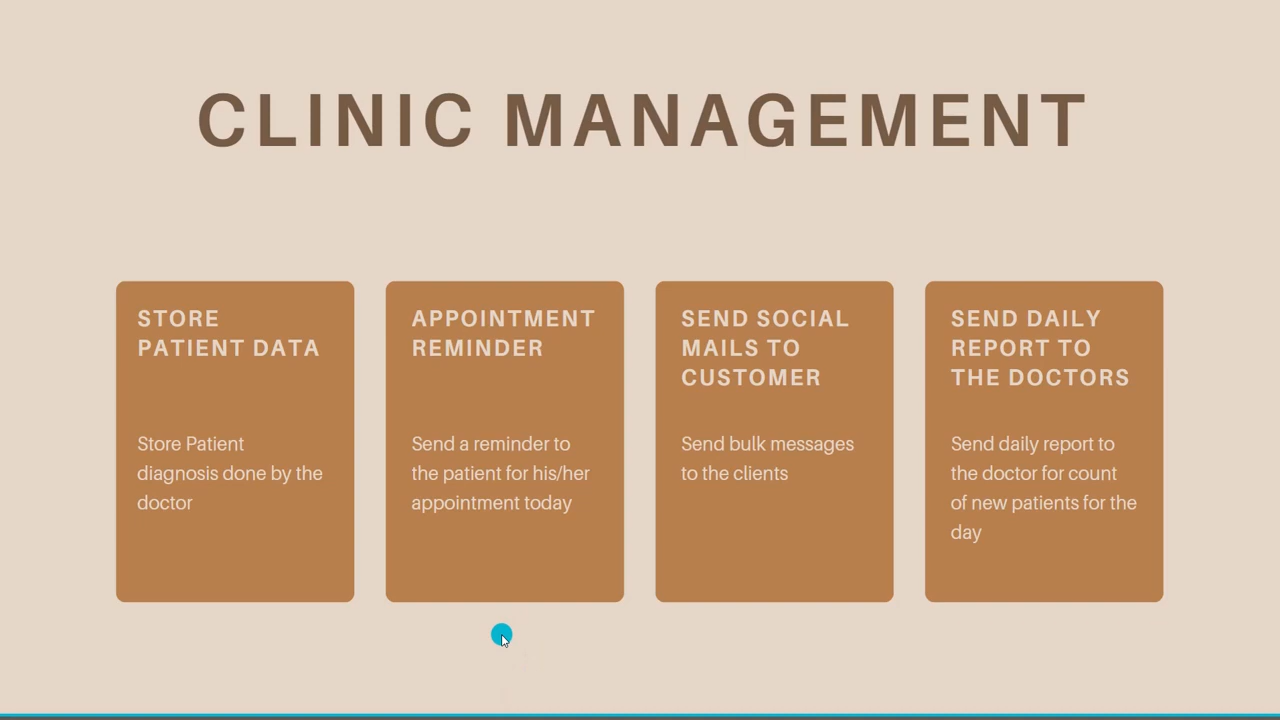 CLINIC MANAGEMENT
STORE
PATIENT DATA
Store Patient
diagnosis done by the
doctor
APPOINTMENT
REMINDER
Send a reminder to
the patient for his/her
appointment today
SEND SOCIAL
MAILS TO
CUSTOMER
Send bulk messages
to the clients
SEND DAILY
REPORT TO
THE DOCTORS
Send daily report to
the doctor for count
of new patients for the
day